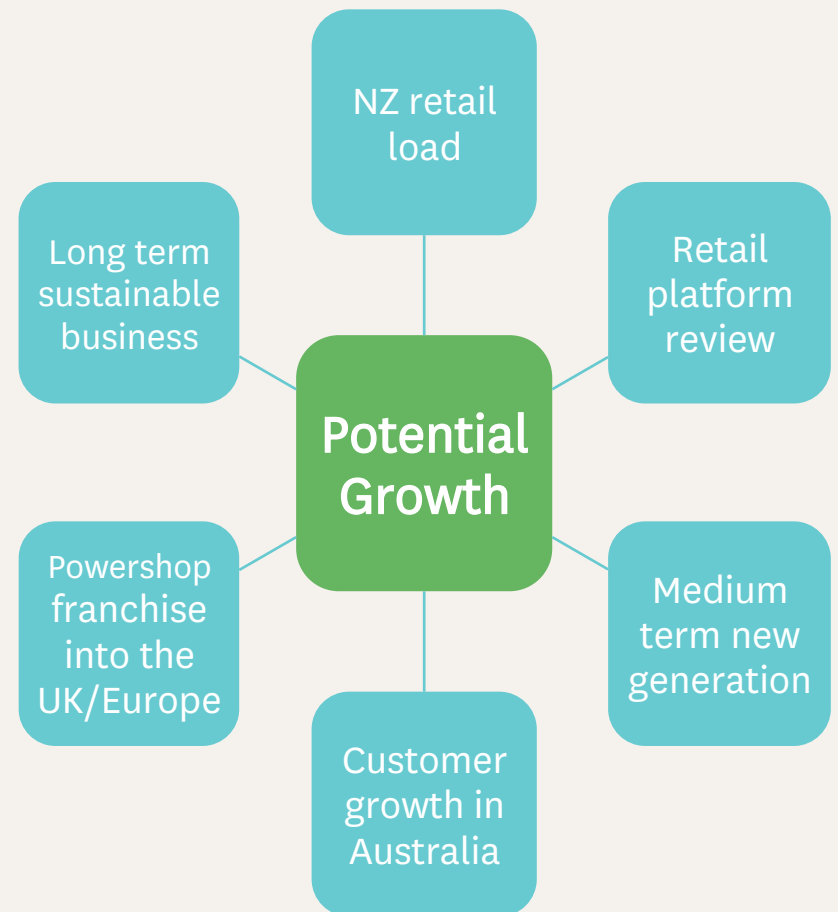 NZ retail
load
Retail
platform
review
Medium
term new
generation
Customer
growth in
Australia
Powershop
franchise
into the
UK/Europe
Long term
sustainable
business
Potential
Growth